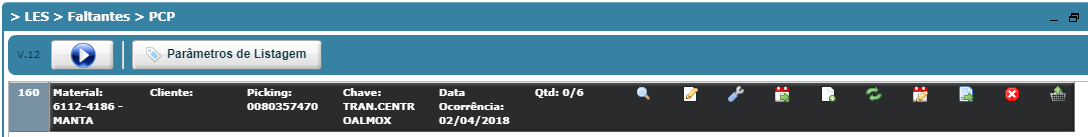 > LES > Faltantes > PCP
V.12
Parâmetros de Listagem
160
Material:
6112-4186 -
MANTA
Cliente:
Picking:
0080357470
Chave:
TRAN.CENTR
OALMOX
Data
Ocorrência:
02/04/2018
Qtd: 0/6